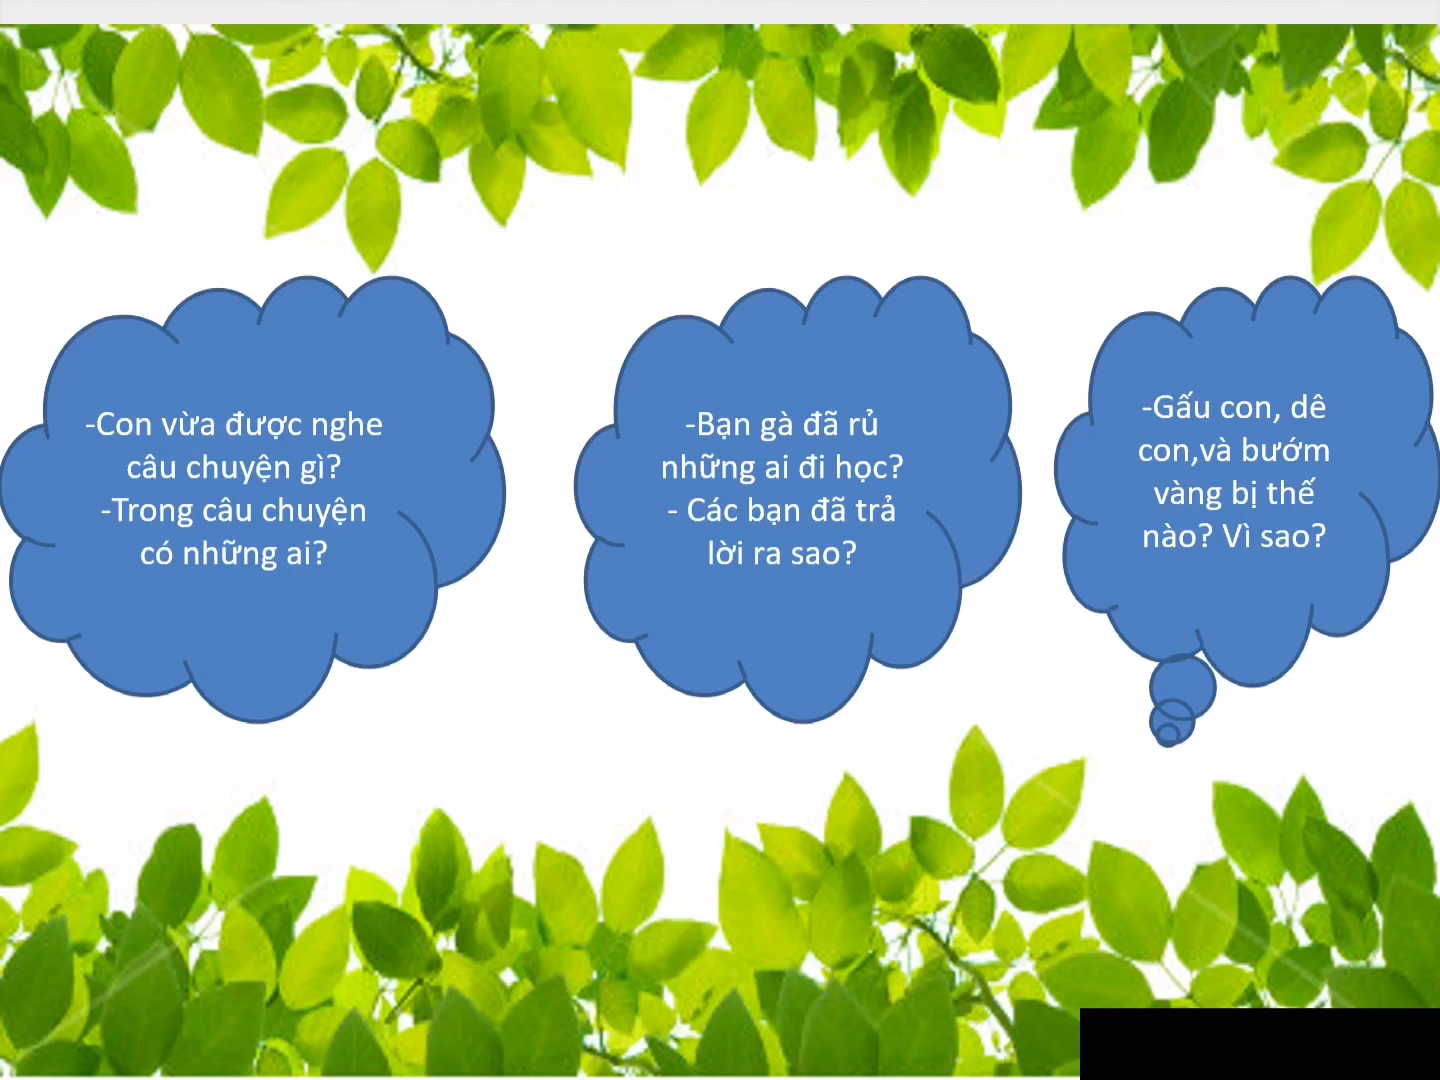 -Con vừa được nghe
câu chuyện gì?
-Trong câu chuyện
có những ai?
-Bạn gà đã rủ
những ai đi học?
- Các bạn đã trả
lời ra sao?
-Gấu con, dê
con,và bướm
vàng bị thế
nào? Vì sao?